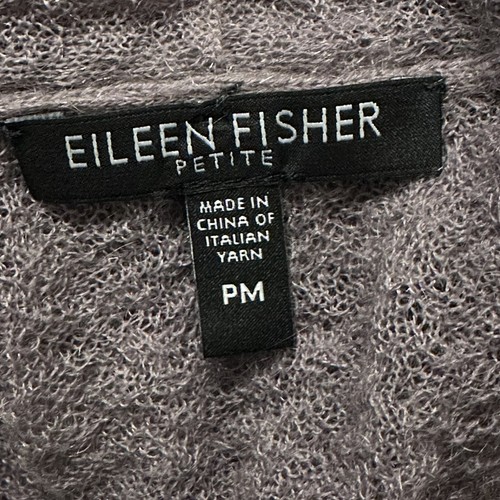 EILEEN FISHER
PETITE
MADE IN
CHINA OF
ITALIAN
YARN
PM